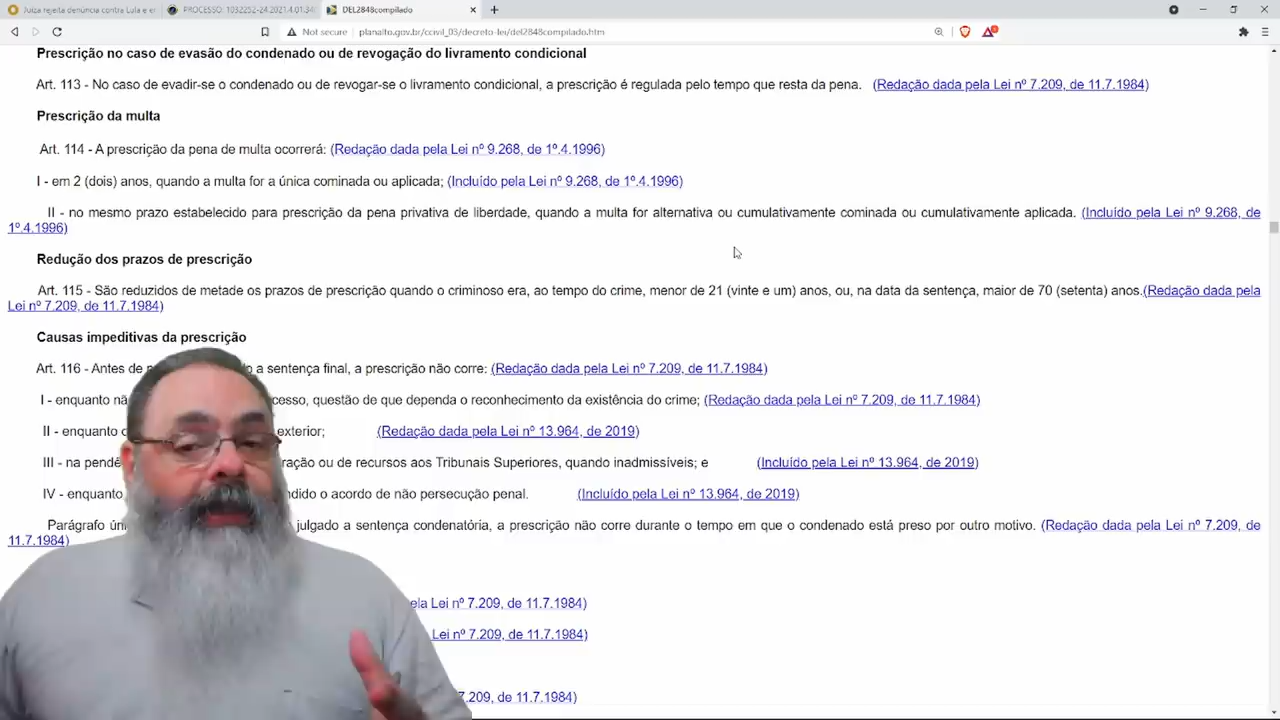 Juíza rejeita denúncia contra Lula e er
PROCESSO: 1032252-24.2021.4.01.34
DEL2848compilado
Not secure
planalto.gov.br/ccivil_03/decreto-lei/del2848compilado.htm
Prescrição no caso de evasão do condenado ou de revogação do livramento condicional
Art. 113 - No caso de evadir-se o condenado ou de revogar-se o livramento condicional, a prescrição é regulada pelo tempo que resta da pena. (Redação dada pela Lei nº 7.209, de 11.7.1984)
Prescrição da multa
Art. 114 - A prescrição da pena de multa ocorrerá: (Redação dada pela Lei nº 9.268, de 1º.4.1996)
I - em 2 (dois) anos, quando a multa for a única cominada ou aplicada; (Incluído pela Lei nº 9.268, de 1º.4.1996)
II - no mesmo prazo estabelecido para prescrição da pena privativa de liberdade, quando a multa for alternativa ou cumulativamente cominada ou cumulativamente aplicada. (Incluído pela Lei nº 9.268, de
1º.4.1996)
Redução dos prazos de prescrição
Art. 115 - São reduzidos de metade os prazos de prescrição quando o criminoso era, ao tempo do crime, menor de 21 (vinte e um) anos, ou, na data da sentença, maior de 70 (setenta) anos.(Redação dada pela
Lei nº 7.209, de 11.7.1984)
Causas impeditivas da prescrição
Art. 116 - Antes de a sentença final, a prescrição não corre: (Redação dada pela Lei nº 7.209, de 11.7.1984)
I - enquanto questão de que dependa o reconhecimento da existência do crime; (Redação dada pela Lei nº 7.209, de 11.7.1984)
II - enquanto exterior; (Redação dada pela Lei nº 13.964, de 2019)
III - na ou de recursos aos Tribunais Superiores, quando inadmissíveis; e (Incluído pela Lei nº 13.964, de 2019)
IV - enquanto o acordo de não persecução penal. (Incluído pela Lei nº 13.964, de 2019)
Parágrafo julgado a sentença condenatória, a prescrição não corre durante o tempo em que o condenado está preso por outro motivo. (Redação dada pela Lei nº 7.209, de
11.7.1984)
Lei nº 7.209, de 11.7.1984)
Lei nº 7.209, de 11.7.1984)
7.209, de 11.7.1984)